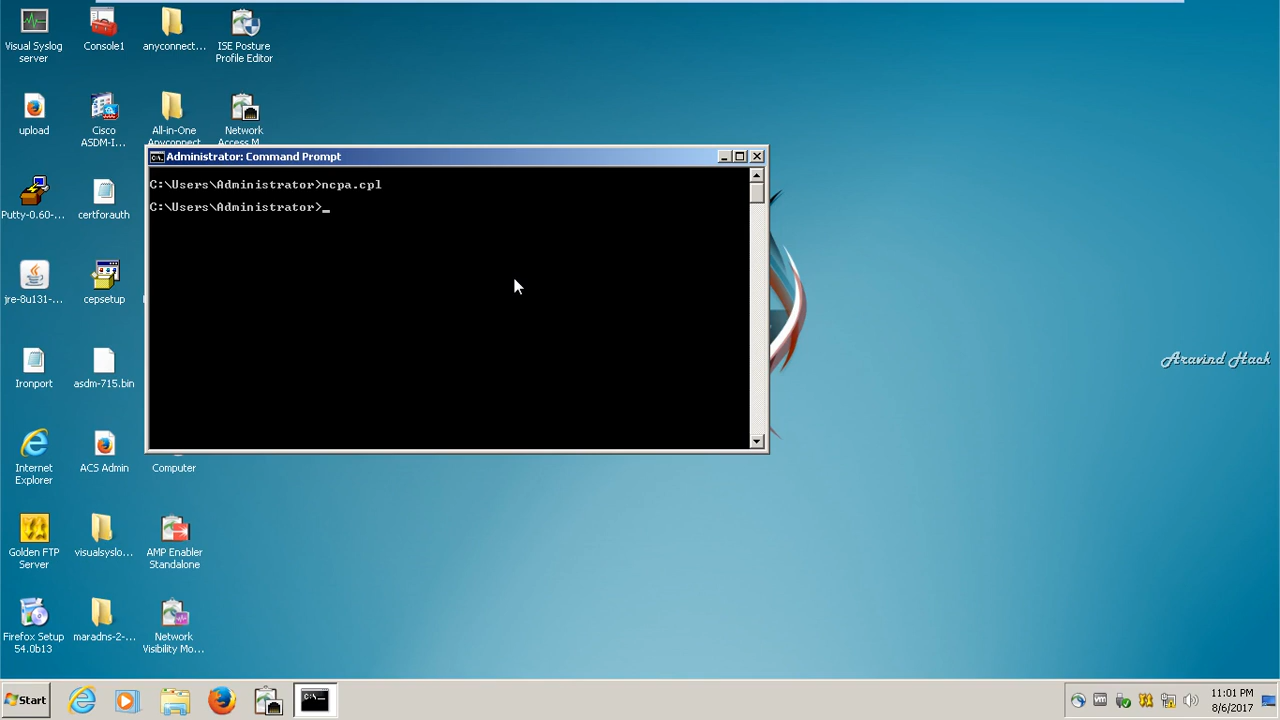 Visual Syslog
server
Console1
anyconnect...
ISE Posture
Profile Editor
upload
Cisco
ASDM-I...
All-in-One
Anyconnect
Network
Access M...
Administrator: Command Prompt
C:\Users\Administrator>ncpa.cpl
C:\Users\Administrator>_
Putty-0.60-...
certforauth
jre-8u131-...
cepsetup
Ironport
asdm-715.bin
Aravind Hack
Internet
Explorer
ACS Admin
Computer
Golden FTP
Server
visualsyslo...
AMP Enabler
Standalone
Firefox Setup
54.0b13
maradns-2-...
Network
Visibility Mo...
Start
C:\._
vm
11:01 PM
8/6/2017